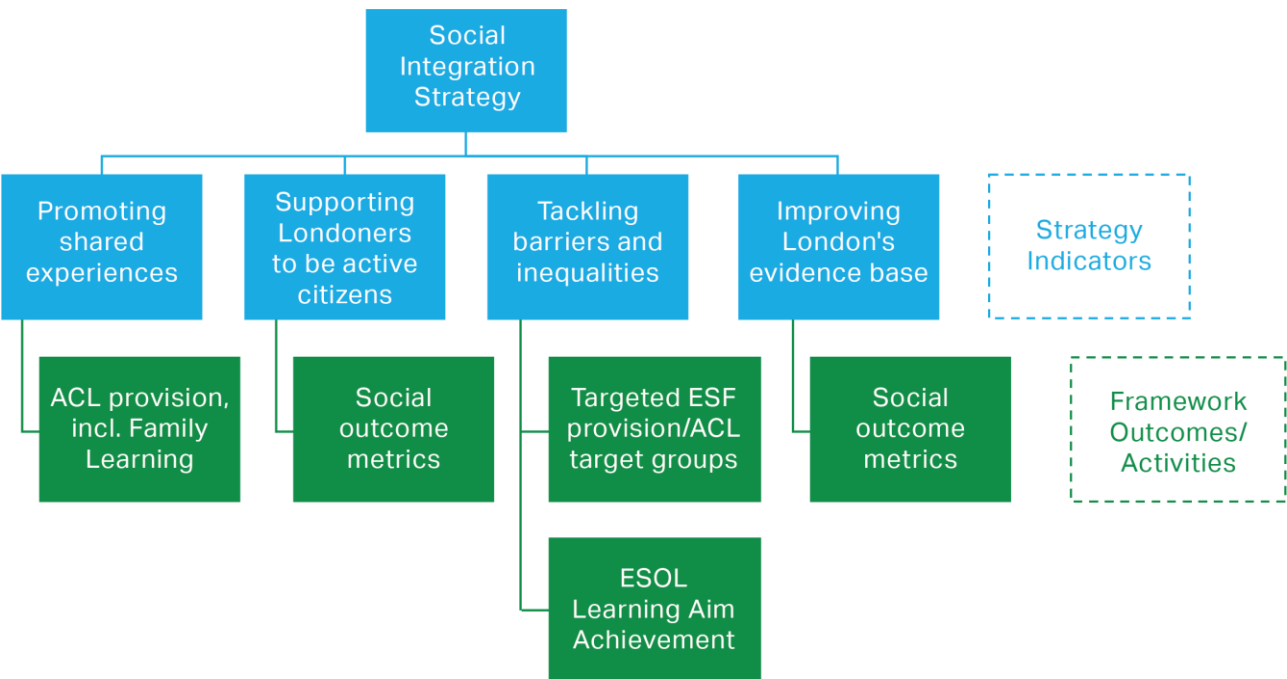 Social
Integration
Strategy
Promoting
shared
experiences
Supporting
Londoners
to be active
citizens
Tackling
barriers and
inequalities
Improving
London's
evidence base
Strategy
Indicators
ACL provision,
incl. Family
Learning
Social
outcome
metrics
Targeted ESF
provision/ACL
target groups
Social
outcome
metrics
Framework
Outcomes/
Activities
ESOL
Learning Aim
Achievement